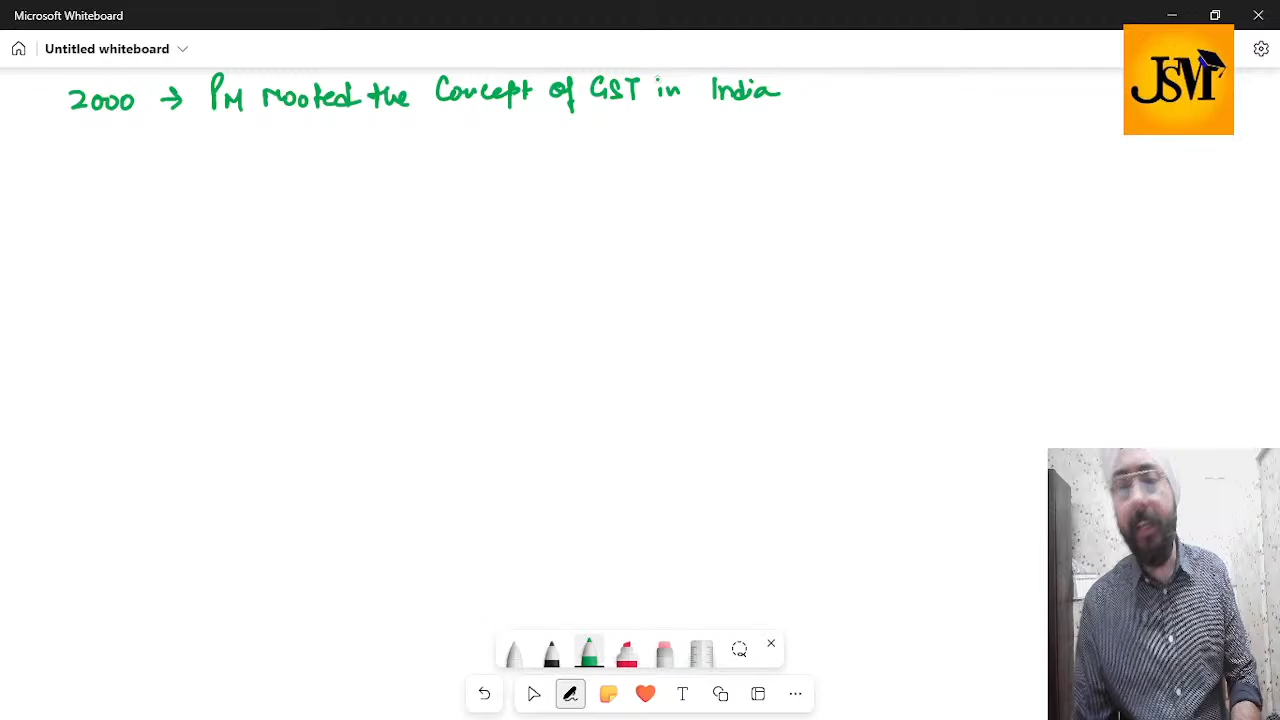 Microsoft Whiteboard
Untitled whiteboard
JSM
2000 → PM rooted the Concept of GST in India
T